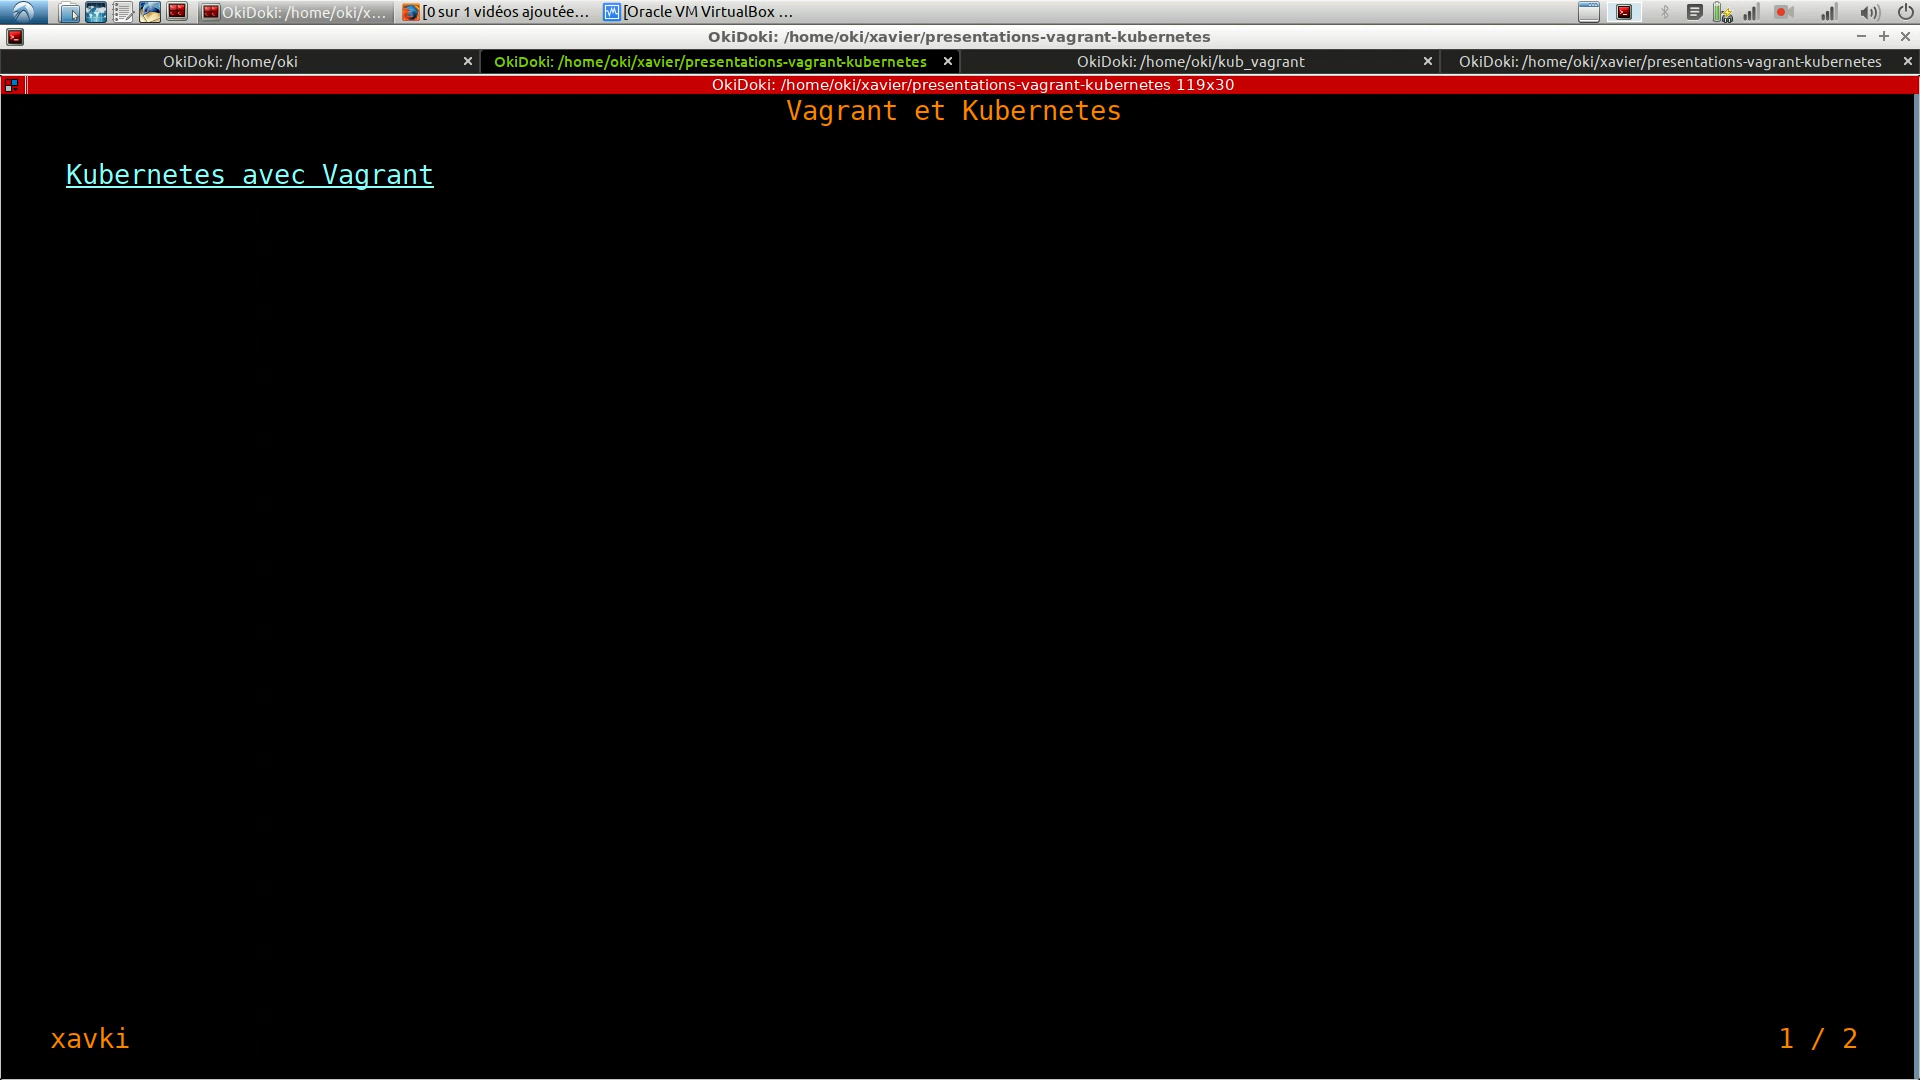 OkiDoki: /home/oki/x...
[0 sur 1 vidéos ajoutée...
[Oracle VM VirtualBox ...
OkiDoki: /home/oki/xavier/presentations-vagrant-kubernetes
OkiDoki: /home/oki
OkiDoki: /home/oki/xavier/presentations-vagrant-kubernetes
OkiDoki: /home/oki/kub_vagrant
OkiDoki: /home/oki/xavier/presentations-vagrant-kubernetes
OkiDoki: /home/oki/xavier/presentations-vagrant-kubernetes 119x30
Vagrant et Kubernetes
Kubernetes avec Vagrant
xavki
1 / 2